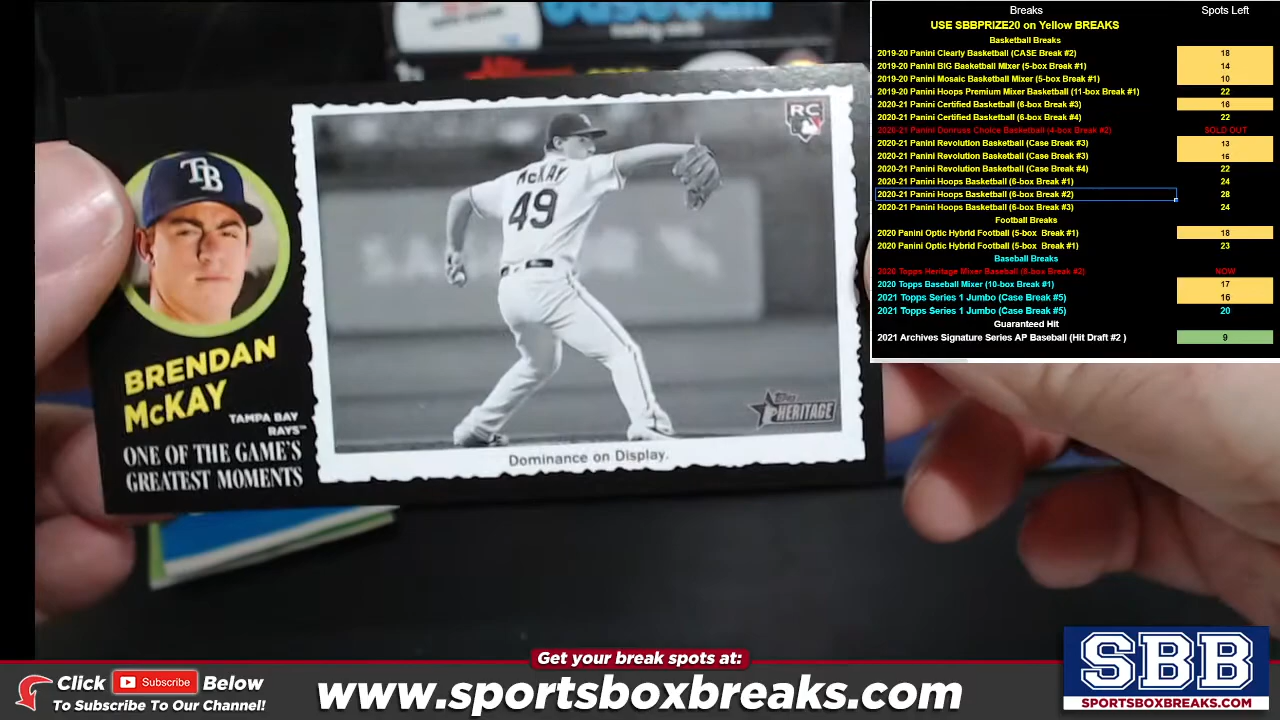 Breaks Spots Left
USE SBBPRIZE20 on Yellow BREAKS
Basketball Breaks
2019-20 Panini Clearly Basketball (CASE Break #2) 18
2019-20 Panini BIG Basketball Mixer (5-box Break #1) 14
2019-20 Panini Mosaic Basketball Mixer (5-box Break #1) 10
2019-20 Panini Hoops Premium Mixer Basketball (11-box Break #1) 22
2020-21 Panini Certified Basketball (6-box Break #3) 16
2020-21 Panini Certified Basketball (6-box Break #4) 22
2020-21 Panini Donruss Choice Basketball (4-box Break #2) SOLD OUT
2020-21 Panini Revolution Basketball (Case Break #3) 13
2020-21 Panini Revolution Basketball (Case Break #3) 16
2020-21 Panini Revolution Basketball (Case Break #4) 22
2020-21 Panini Hoops Basketball (6-box Break #1) 24
2020-21 Panini Hoops Basketball (6-box Break #2) 28
2020-21 Panini Hoops Basketball (6-box Break #3) 24
Football Breaks
2020 Panini Optic Hybrid Football (5-box Break #1) 18
2020 Panini Optic Hybrid Football (5-box Break #1) 23
Baseball Breaks
2020 Topps Heritage Mixer Baseball (8-box Break #2) NOW
2020 Topps Baseball Mixer (10-box Break #1) 17
2021 Topps Series 1 Jumbo (Case Break #5) 16
2021 Topps Series 1 Jumbo (Case Break #5) 20
Guaranteed Hit
2021 Archives Signature Series AP Baseball (Hit Draft #2 ) 9
trading cards
RC
TB
McKAY
49
BRENDAN
McKAY
TAMPA BAY
RAYS™
ONE OF THE GAME'S
GREATEST MOMENTS
Topps
HERITAGE
Dominance on Display.
Get your break spots at:
Click Subscribe Below
To Subscribe To Our Channel!
www.sportsboxbreaks.com
SBB
SPORTSBOXBREAKS.COM